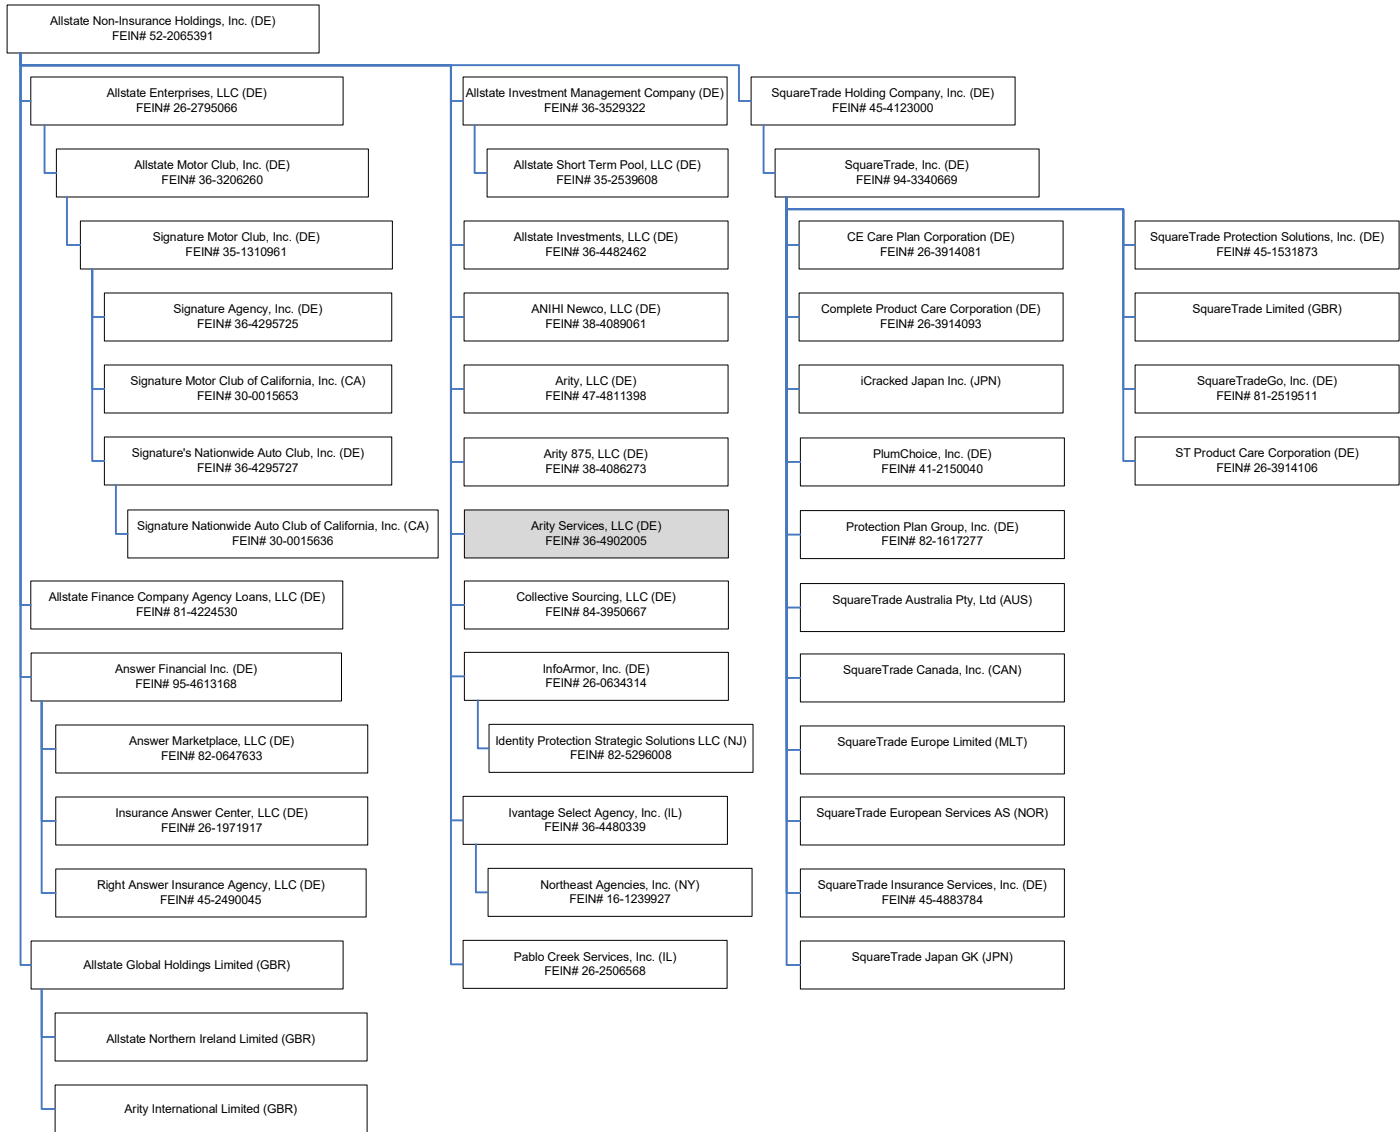 Allstate Non-Insurance Holdings, Inc. (DE)
FEIN# 52-2065391
Allstate Enterprises, LLC (DE)
FEIN# 26-2795066
Allstate Motor Club, Inc. (DE)
FEIN# 36-3206260
Signature Motor Club, Inc. (DE)
FEIN# 35-1310961
Signature Agency, Inc. (DE)
FEIN# 36-4295725
Signature Motor Club of California, Inc. (CA)
FEIN# 30-0015653
Signature's Nationwide Auto Club, Inc. (DE)
FEIN# 36-4295727
Signature Nationwide Auto Club of California, Inc. (CA)
FEIN# 30-0015636
Allstate Finance Company Agency Loans, LLC (DE)
FEIN# 81-4224530
Answer Financial Inc. (DE)
FEIN# 95-4613168
Answer Marketplace, LLC (DE)
FEIN# 82-0647633
Insurance Answer Center, LLC (DE)
FEIN# 26-1971917
Right Answer Insurance Agency, LLC (DE)
FEIN# 45-2490045
Allstate Global Holdings Limited (GBR)
Allstate Northern Ireland Limited (GBR)
Arity International Limited (GBR)
Allstate Investment Management Company (DE)
FEIN# 36-3529322
Allstate Short Term Pool, LLC (DE)
FEIN# 35-2539608
Allstate Investments, LLC (DE)
FEIN# 36-4482462
ANIHI Newco, LLC (DE)
FEIN# 38-4089061
Arity, LLC (DE)
FEIN# 47-4811398
Arity 875, LLC (DE)
FEIN# 38-4086273
Arity Services, LLC (DE)
FEIN# 36-4902005
Collective Sourcing, LLC (DE)
FEIN# 84-3950667
InfoArmor, Inc. (DE)
FEIN# 26-0634314
Identity Protection Strategic Solutions LLC (NJ)
FEIN# 82-5296008
Ivantage Select Agency, Inc. (IL)
FEIN# 36-4480339
Northeast Agencies, Inc. (NY)
FEIN# 16-1239927
Pablo Creek Services, Inc. (IL)
FEIN# 26-2506568
SquareTrade Holding Company, Inc. (DE)
FEIN# 45-4123000
SquareTrade, Inc. (DE)
FEIN# 94-3340669
CE Care Plan Corporation (DE)
FEIN# 26-3914081
Complete Product Care Corporation (DE)
FEIN# 26-3914093
iCracked Japan Inc. (JPN)
PlumChoice, Inc. (DE)
FEIN# 41-2150040
Protection Plan Group, Inc. (DE)
FEIN# 82-1617277
SquareTrade Australia Pty, Ltd (AUS)
SquareTrade Canada, Inc. (CAN)
SquareTrade Europe Limited (MLT)
SquareTrade European Services AS (NOR)
SquareTrade Insurance Services, Inc. (DE)
FEIN# 45-4883784
SquareTrade Japan GK (JPN)
SquareTrade Protection Solutions, Inc. (DE)
FEIN# 45-1531873
SquareTrade Limited (GBR)
SquareTradeGo, Inc. (DE)
FEIN# 81-2519511
ST Product Care Corporation (DE)
FEIN# 26-3914106